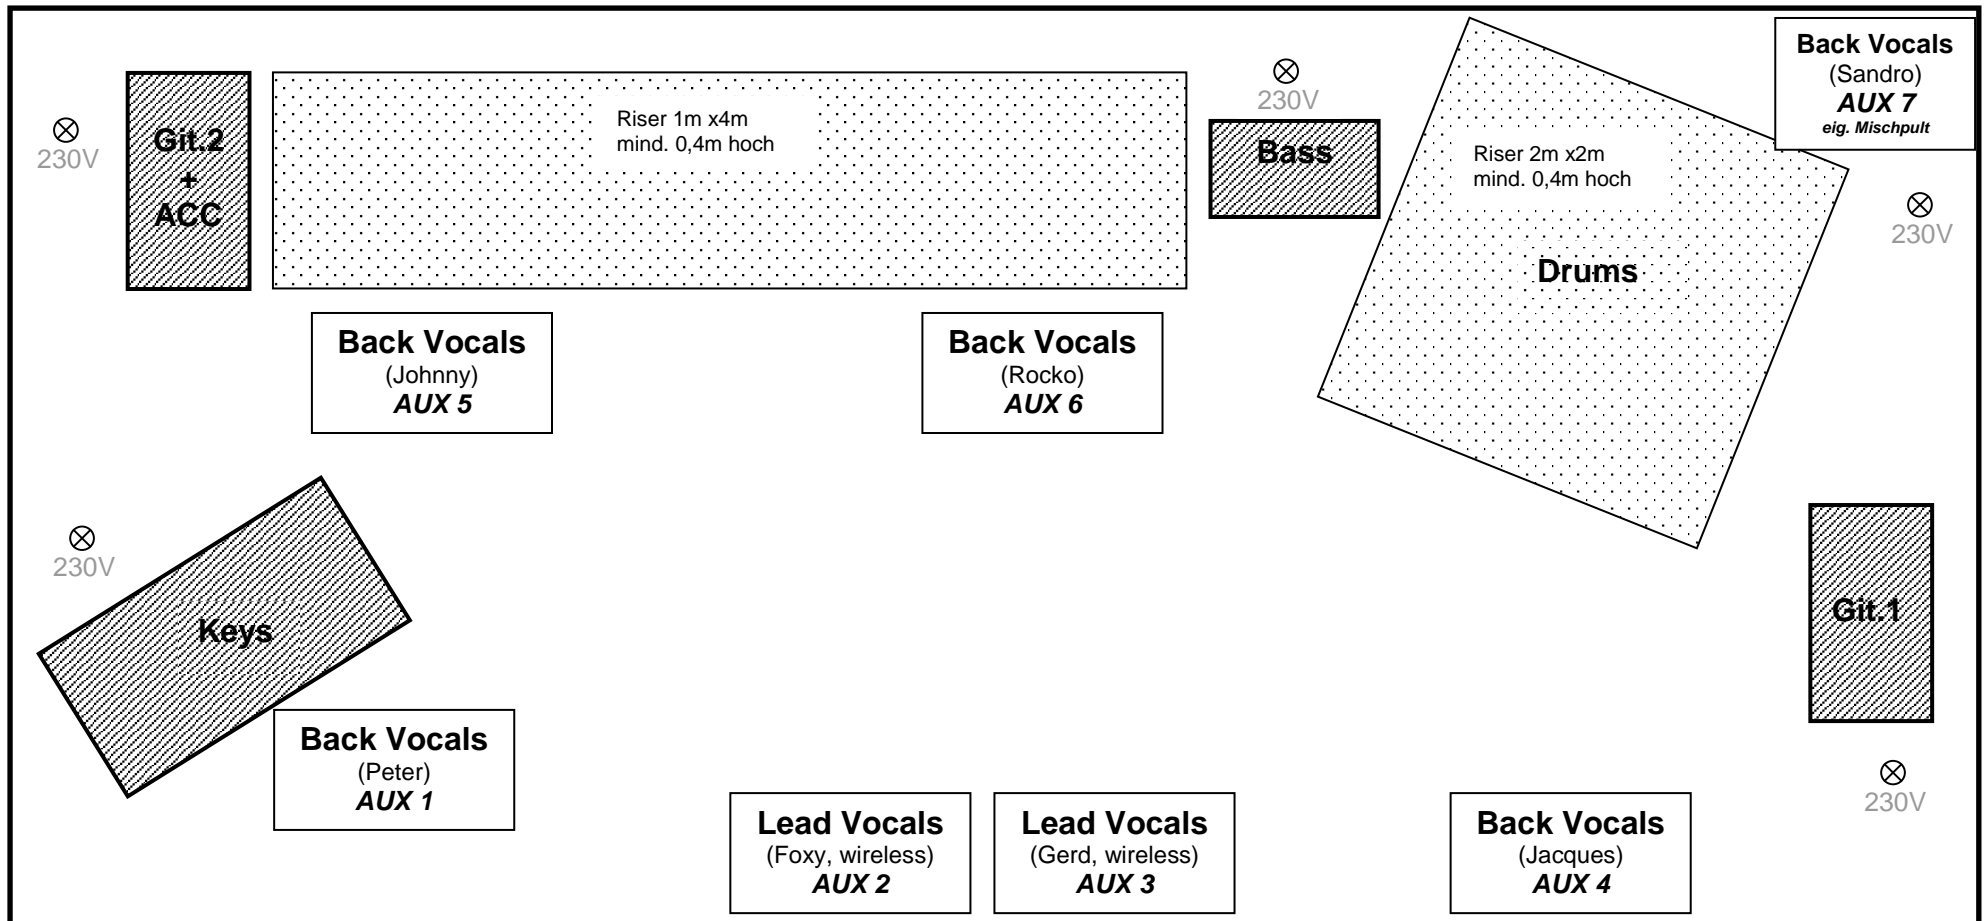 Back Vocals
(Sandro)
AUX 7
eig. Mischpult
230V
230V
Git.2
+
ACC
Riser 1m x4m
mind. 0,4m hoch
Bass
Riser 2m x2m
mind. 0,4m hoch
230V
Drums
Back Vocals
(Johnny)
AUX 5
Back Vocals
(Rocko)
AUX 6
230V
Keys
Git.1
Back Vocals
(Peter)
AUX 1
230V
Lead Vocals
(Foxy, wireless)
AUX 2
Lead Vocals
(Gerd, wireless)
AUX 3
Back Vocals
(Jacques)
AUX 4